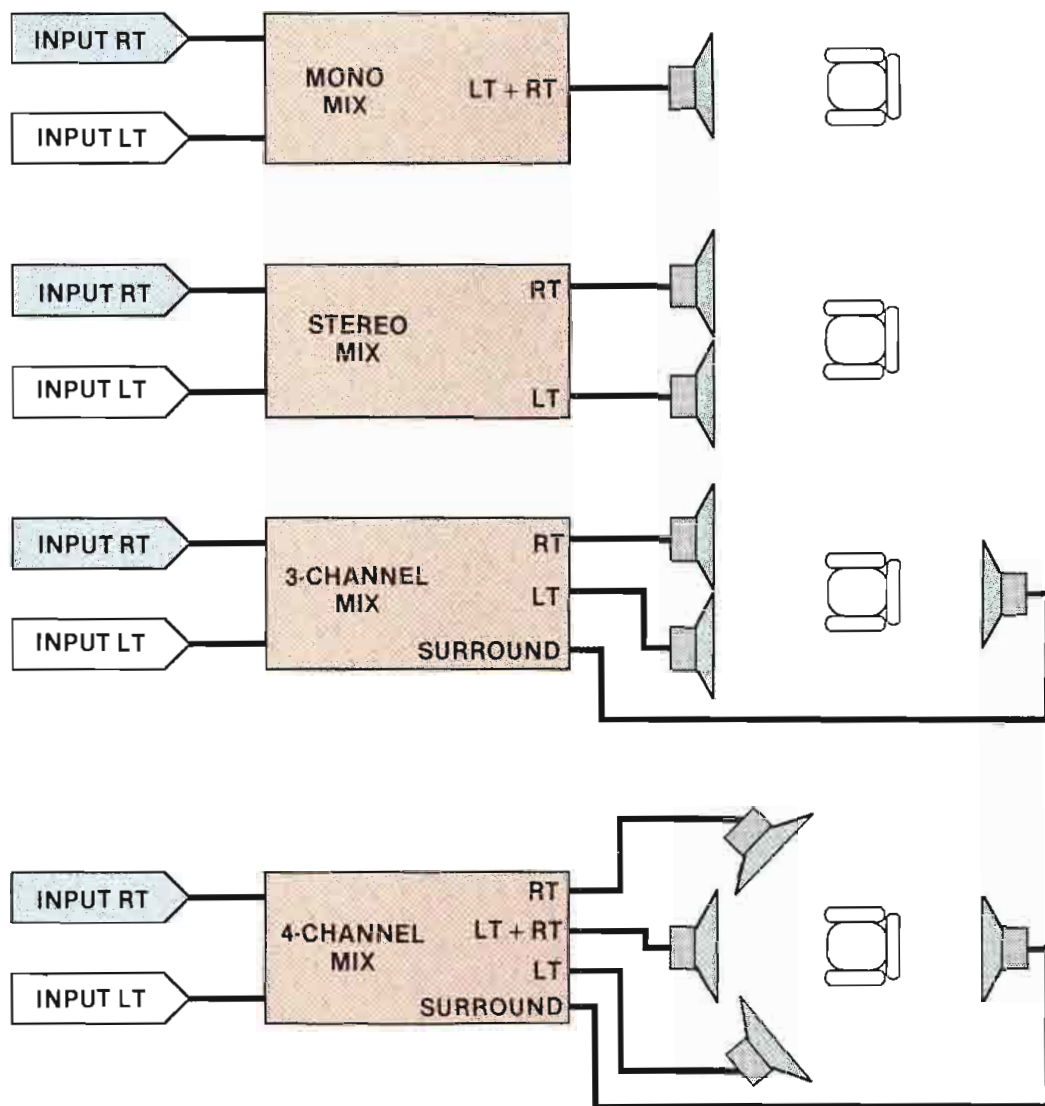 INPUT RT
INPUT LT
MONO
MIX
LT + RT
INPUT RT
INPUT LT
STEREO
MIX
RT
LT
INPUT RT
INPUT LT
3-CHANNEL
MIX
RT
LT
SURROUND
INPUT RT
INPUT LT
4-CHANNEL
MIX
RT
LT + RT
LT
SURROUND